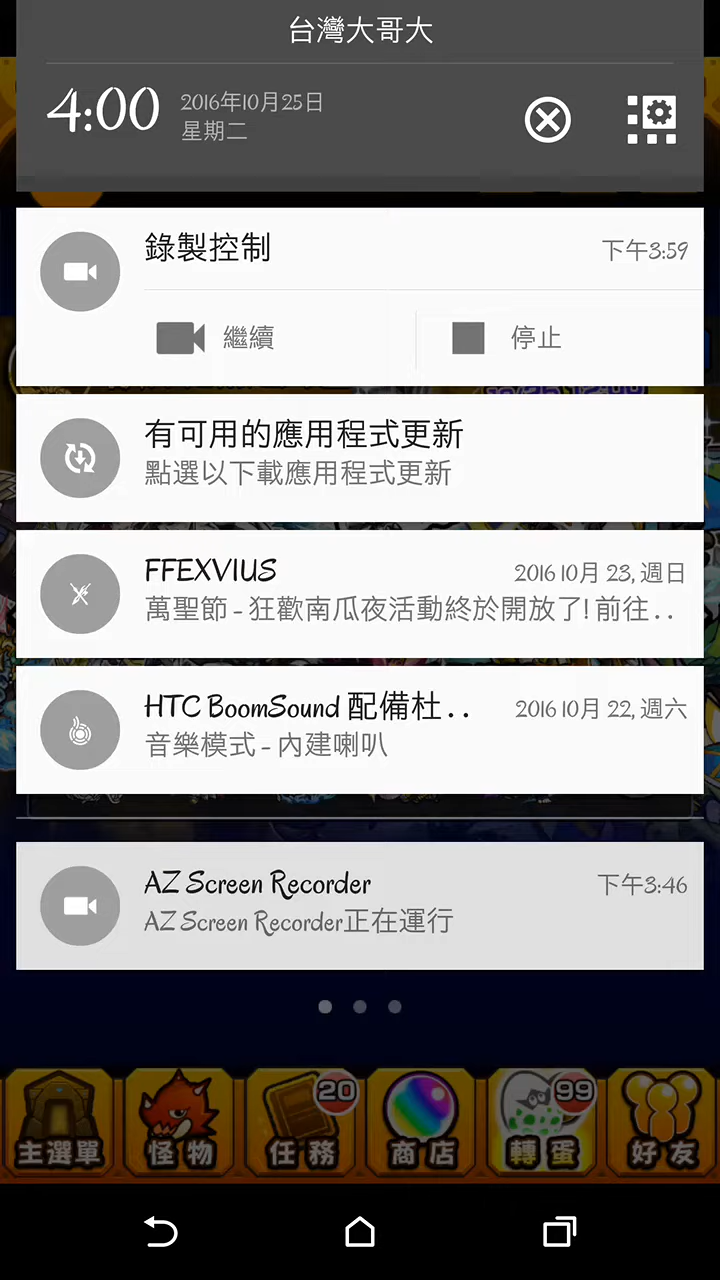 台灣大哥大
4:00
2016年10月25日
星期二
錄製控制
下午3:59
繼續
停止
有可用的應用程式更新
點選以下載應用程式更新
FFEXVIUS
2016 10月 23, 週日
萬聖節 - 狂歡南瓜夜活動終於開放了! 前往..
HTC BoomSound 配備杜..
2016 10月 22, 週六
音樂模式 - 內建喇叭
AZ Screen Recorder
下午3:46
AZ Screen Recorder正在運行
20
99
主選單
怪物
任務
商店
轉蛋
好友